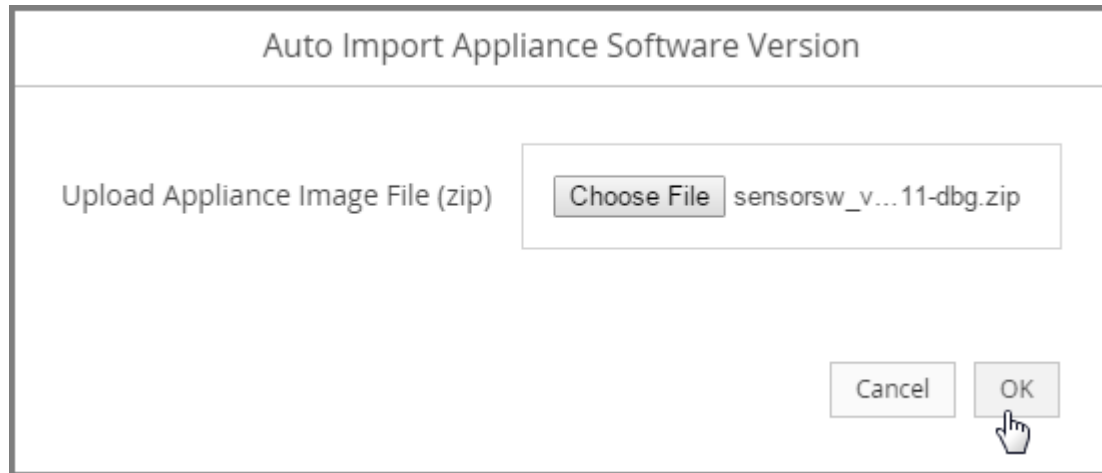 Auto Import Appliance Software Version
Upload Appliance Image File (zip) Choose File sensorsw_v...11-dbg.zip
Cancel OK